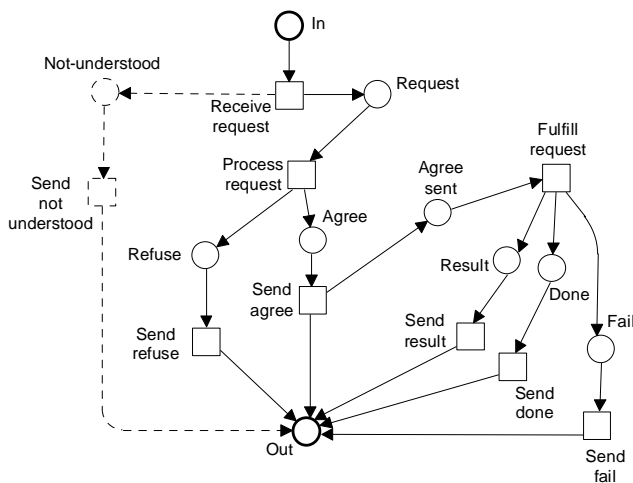 In
Not-understood
Request
Receive
request
Fulfill
request
Process
request
Agree
sent
Send
not
understood
Agree
Refuse
Result
Done
Send
agree
Send
result
Fail
Send
refuse
Send
done
Out
Send
fail